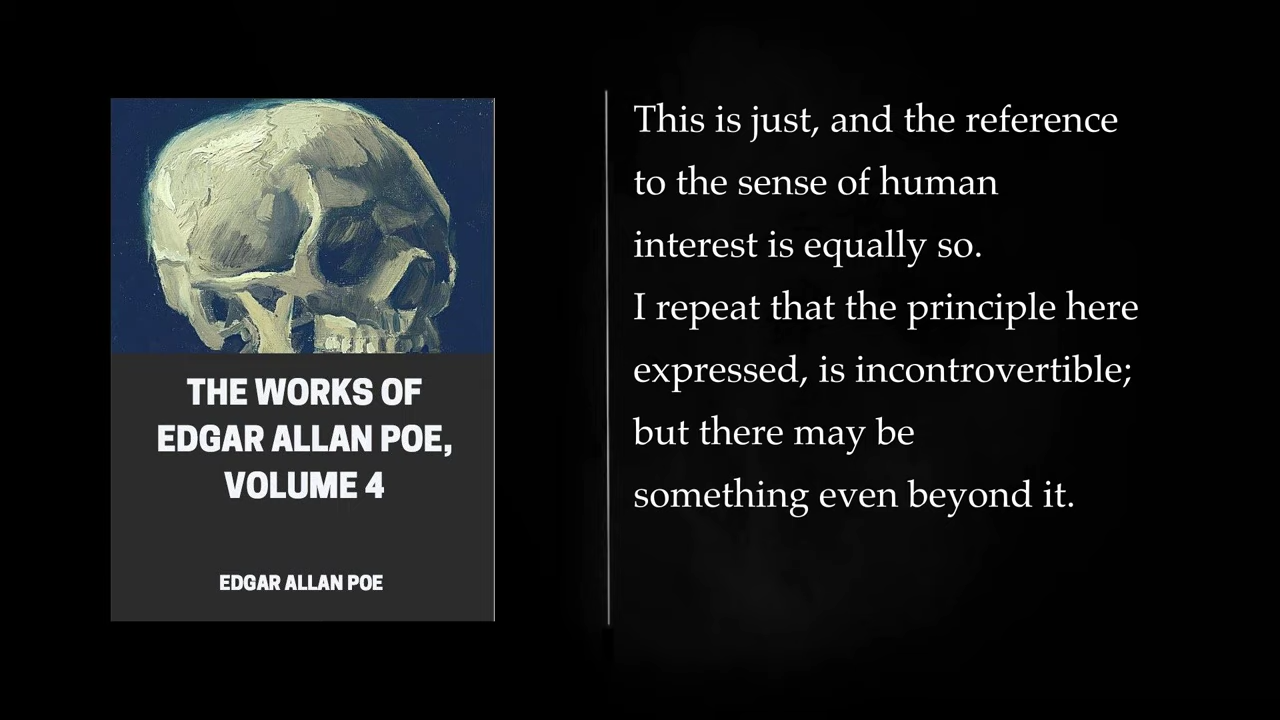 THE WORKS OF
EDGAR ALLAN POE,
VOLUME 4
EDGAR ALLAN POE
This is just, and the reference
to the sense of human
interest is equally so.
I repeat that the principle here
expressed, is incontrovertible;
but there may be
something even beyond it.